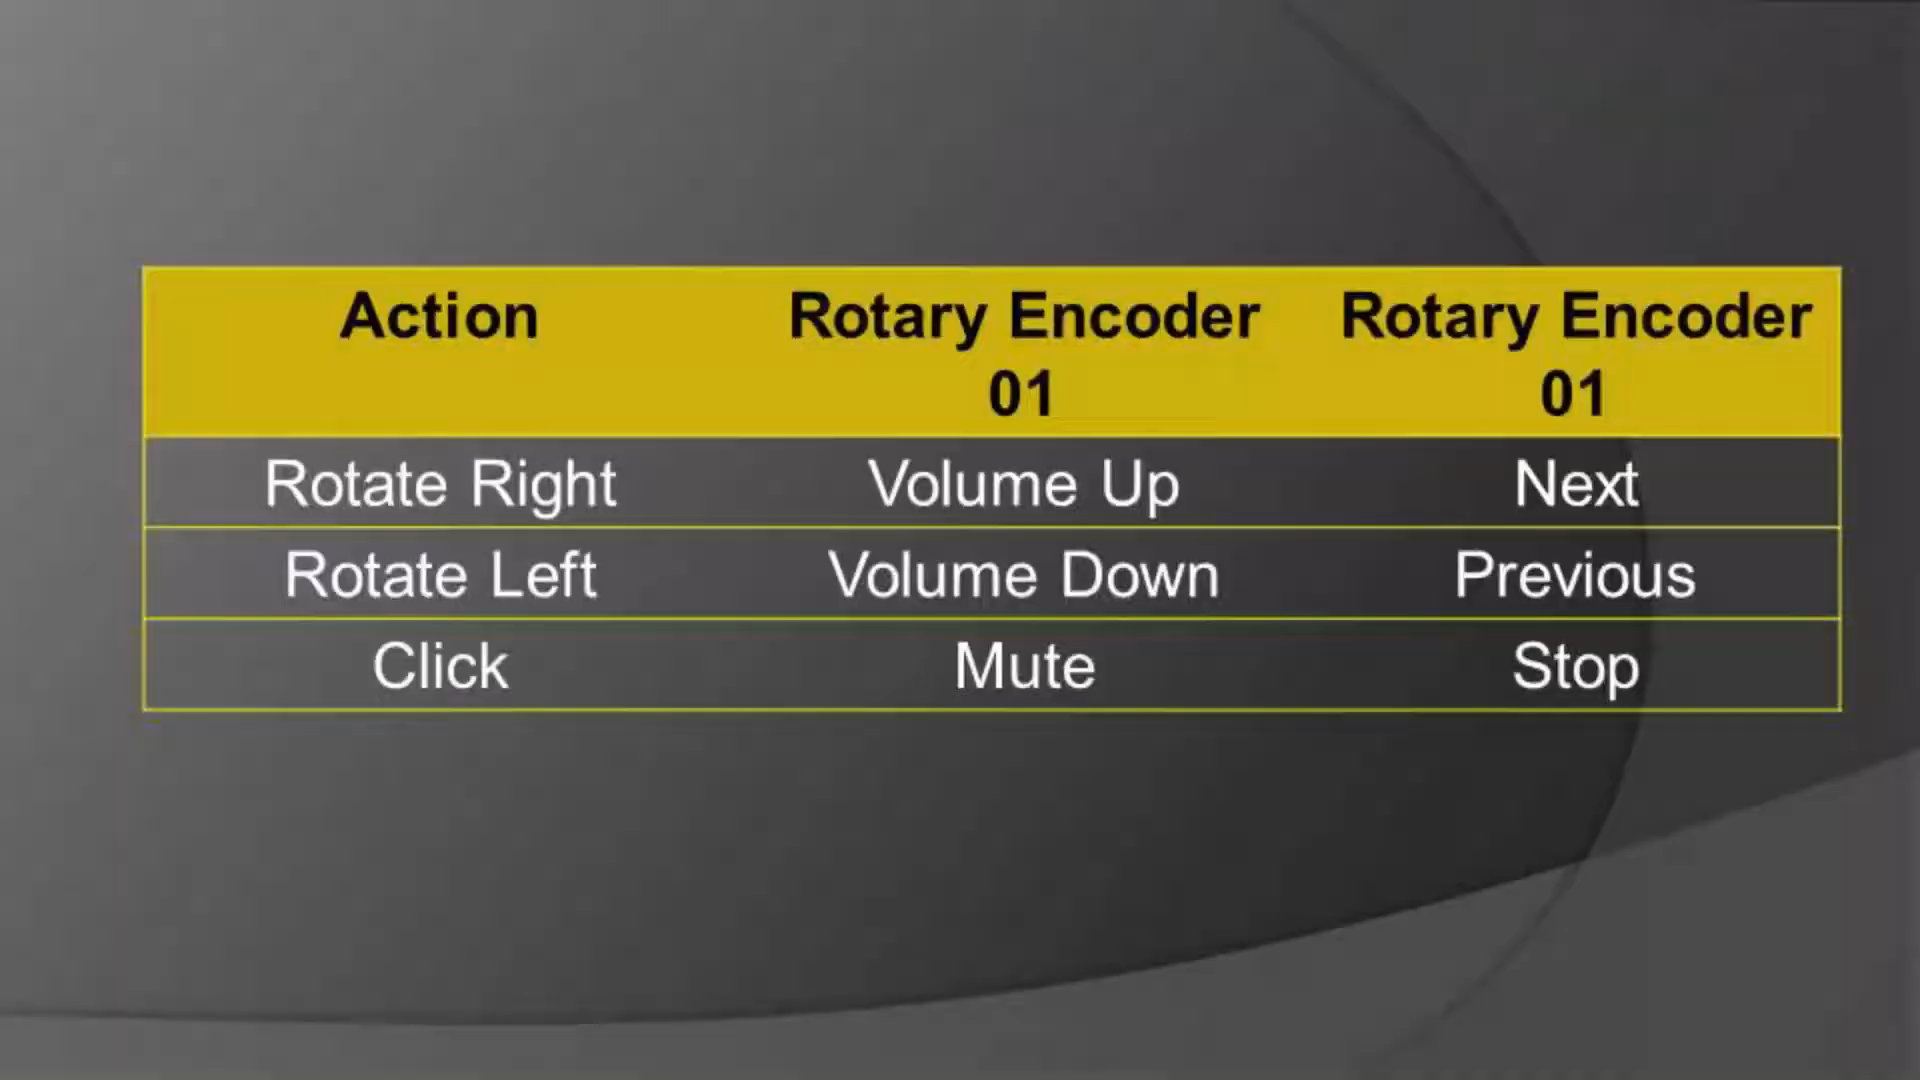 Action Rotary Encoder 01 Rotary Encoder 01
Rotate Right Volume Up Next
Rotate Left Volume Down Previous
Click Mute Stop